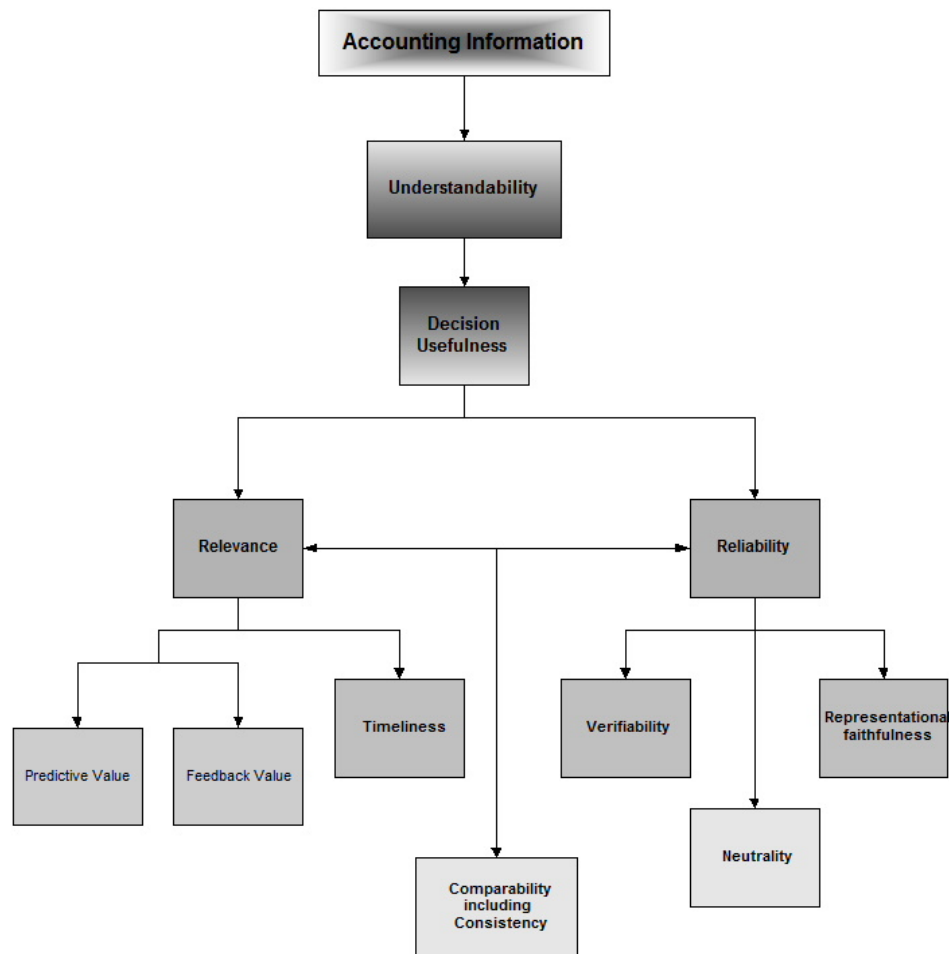 Accounting Information
Understandability
Decision
Usefulness
Relevance
Reliability
Timeliness
Verifiability
Representational
faithfulness
Predictive Value
Feedback Value
Neutrality
Comparability
including
Consistency